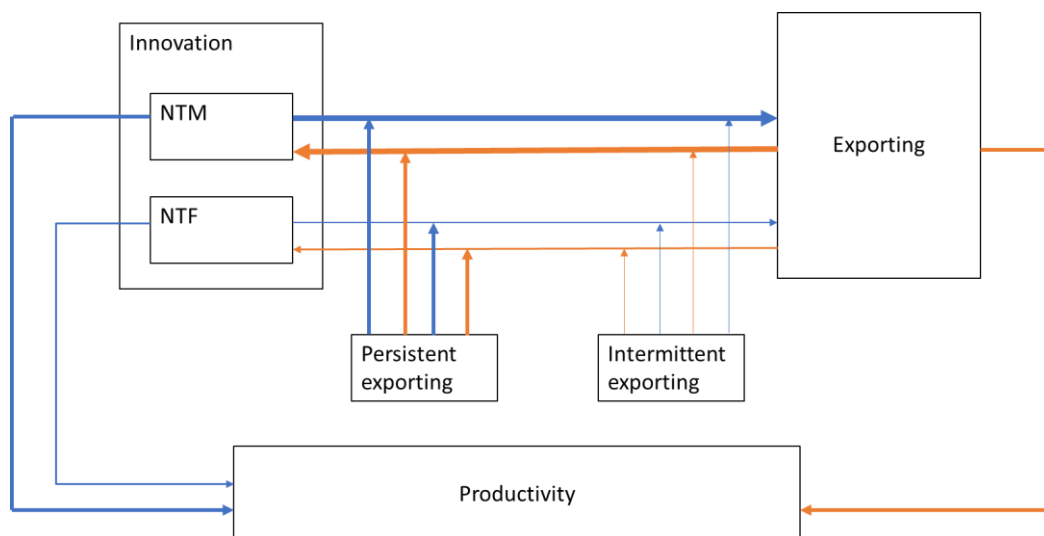 Innovation
NTM
Exporting
NTF
Persistent
exporting
Intermittent
exporting
Productivity